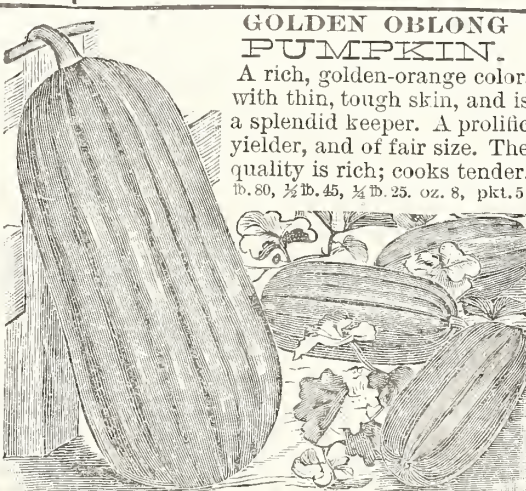 GOLDEN OBLONG
PUMPKIN.
A rich, golden-orange color,
with thin, tough skin, and is
a splendid keeper. A prolific
yielder, and of fair size. The
quality is rich; cooks tender.
lb. 80, ½ lb. 45, ¼ lb. 25. oz. 8, pkt. 5